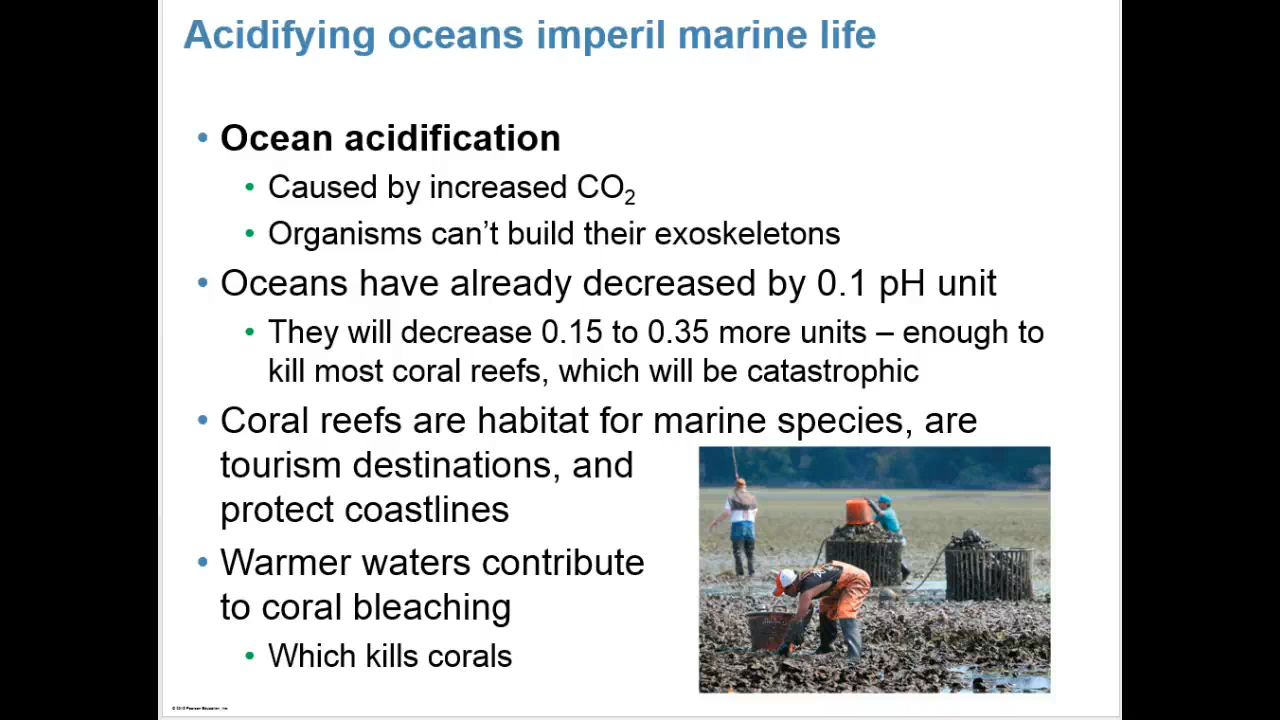 Acidifying oceans imperil marine life
• Ocean acidification
• Caused by increased CO₂
• Organisms can’t build their exoskeletons
• Oceans have already decreased by 0.1 pH unit
• They will decrease 0.15 to 0.35 more units – enough to
kill most coral reefs, which will be catastrophic
• Coral reefs are habitat for marine species, are
tourism destinations, and
protect coastlines
• Warmer waters contribute
to coral bleaching
• Which kills corals
Pearson Education, Inc.